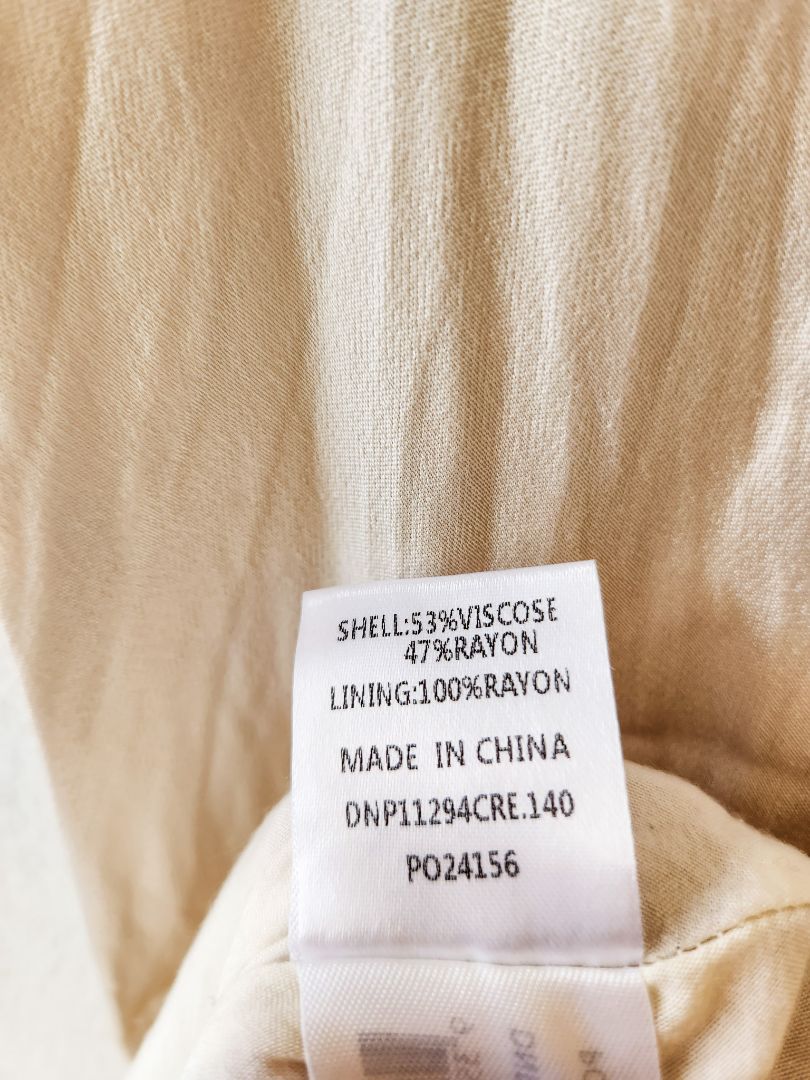 SHELL:53%VISCOSE
47%RAYON
LINING:100%RAYON
MADE IN CHINA
DNP11294CRE.140
PO24156